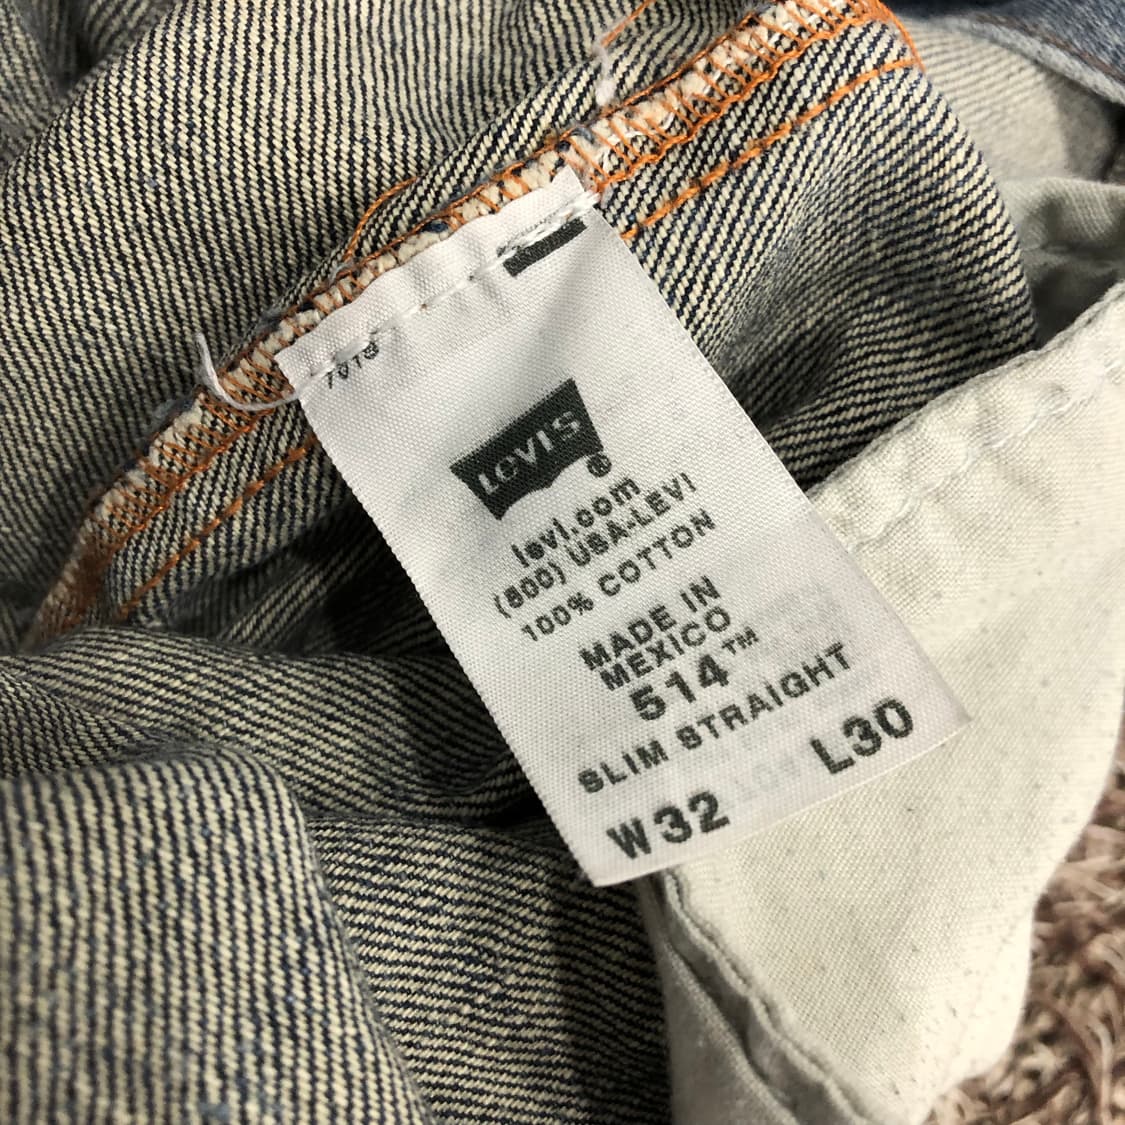 LEVI'S ®
levi.com
(800) USA-LEVI
100% COTTON
MADE IN
MEXICO
514™
SLIM STRAIGHT
W32 L30